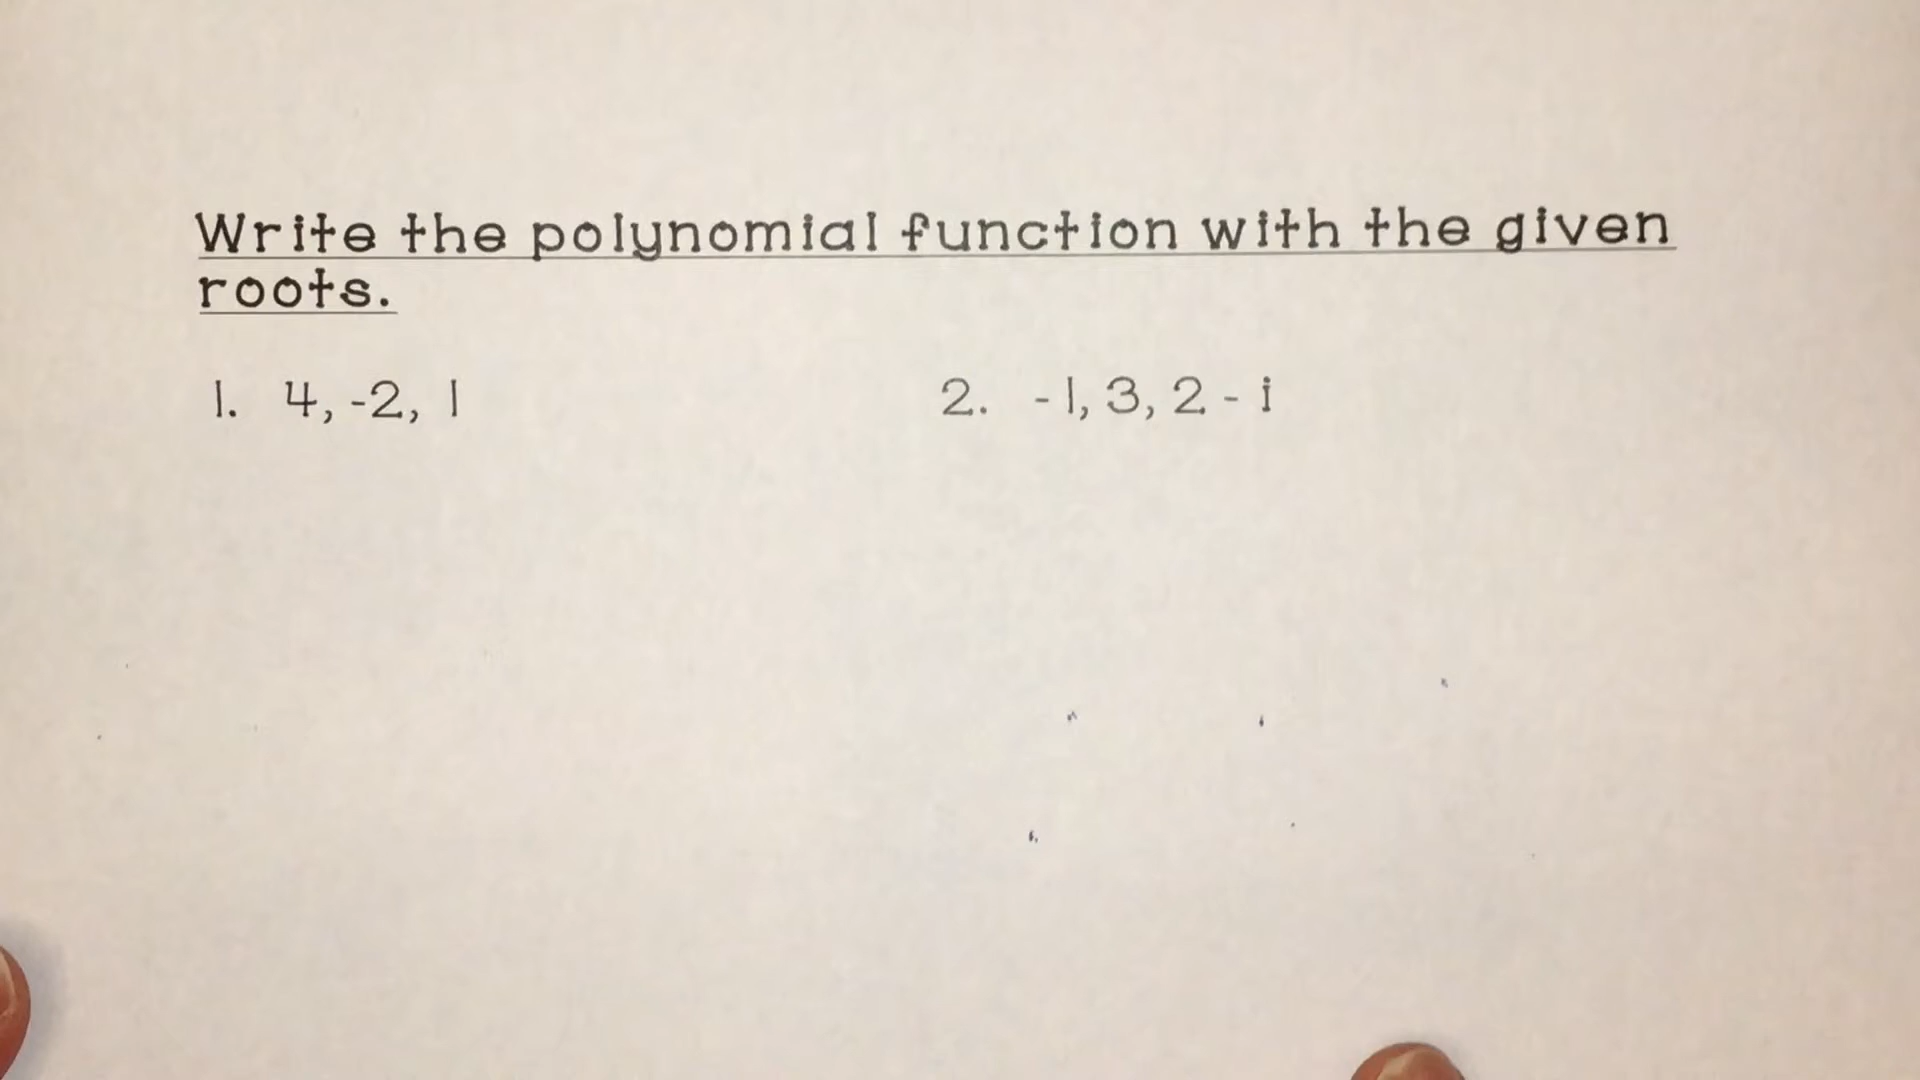 Write the polynomial function with the given
roots.
1. 4, -2, 1
2. -1, 3, 2 - i